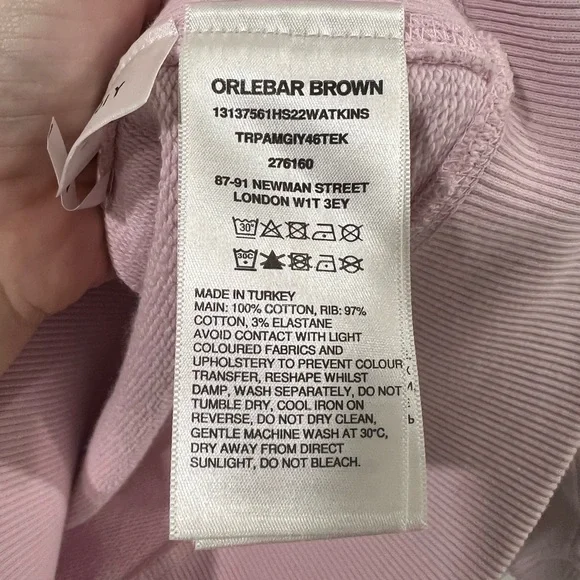 ORLEBAR BROWN
13137561HS22WATKINS
TRPAMGIY46TEK
276160
87-91 NEWMAN STREET
LONDON W1T 3EY
30°
30C
MADE IN TURKEY
MAIN: 100% COTTON, RIB: 97%
COTTON, 3% ELASTANE
AVOID CONTACT WITH LIGHT
COLOURED FABRICS AND
UPHOLSTERY TO PREVENT COLOUR
TRANSFER, RESHAPE WHILST
DAMP, WASH SEPARATELY, DO NOT
TUMBLE DRY, COOL IRON ON
REVERSE, DO NOT DRY CLEAN,
GENTLE MACHINE WASH AT 30°C,
DRY AWAY FROM DIRECT
SUNLIGHT, DO NOT BLEACH.